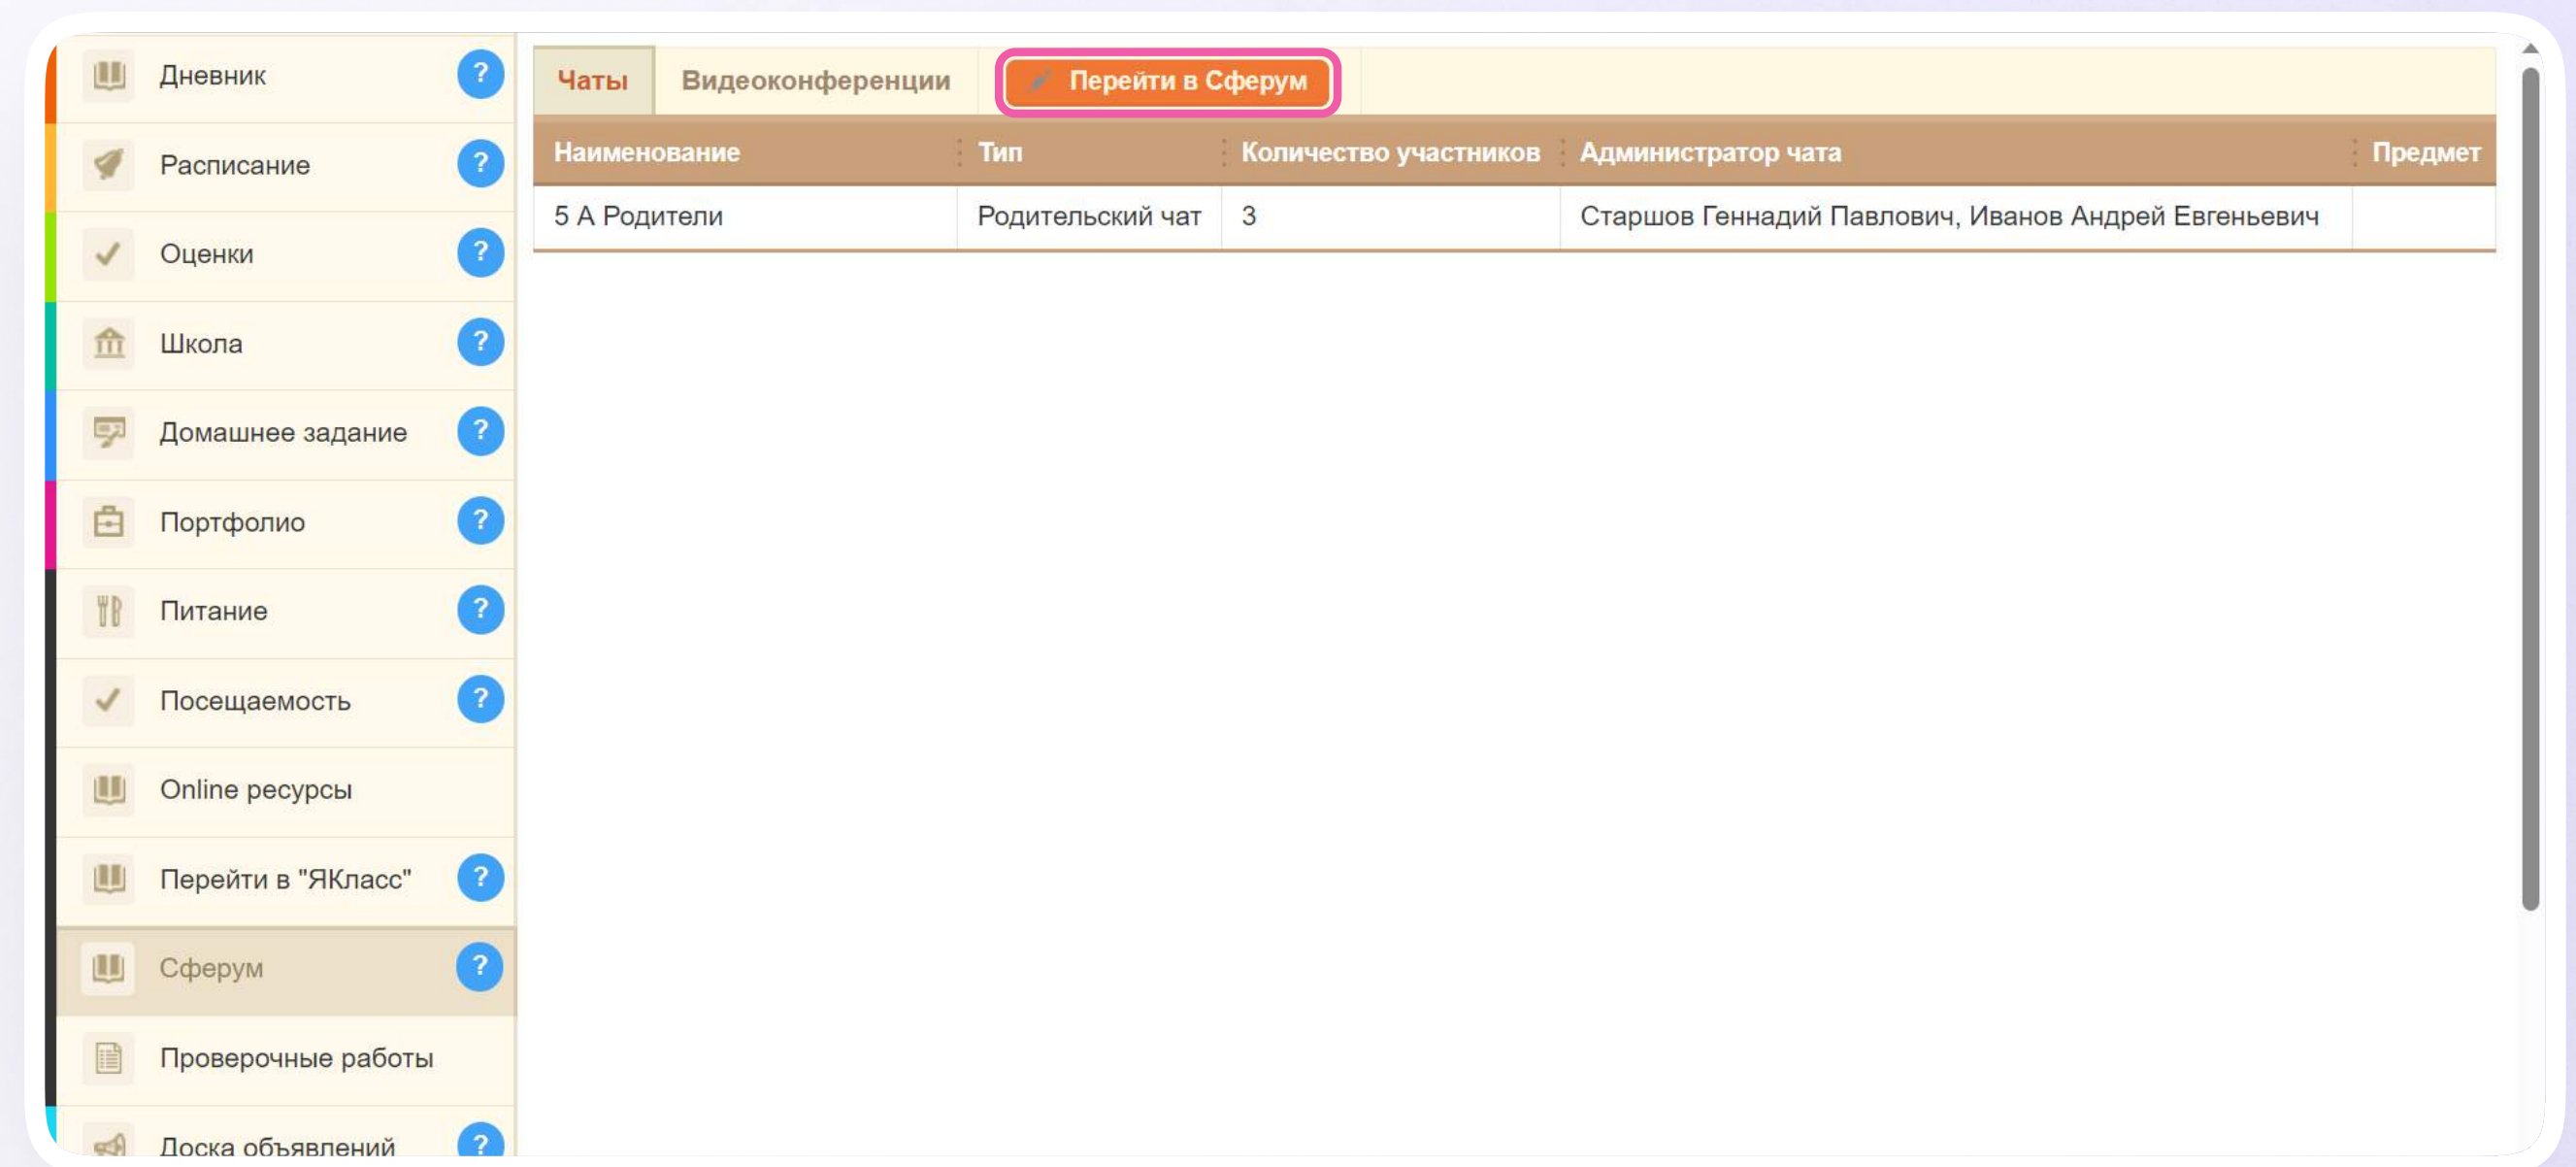 Дневник ?
Расписание ?
Оценки ?
Школа ?
Домашнее задание ?
Портфолио ?
Питание ?
Посещаемость ?
Online ресурсы
Перейти в "ЯКласс" ?
Сферум ?
Проверочные работы
Доска объявлений ?
Чаты Видеоконференции Перейти в Сферум
Наименование Тип Количество участников Администратор чата Предмет
5 А Родители Родительский чат 3 Старшов Геннадий Павлович, Иванов Андрей Евгеньевич